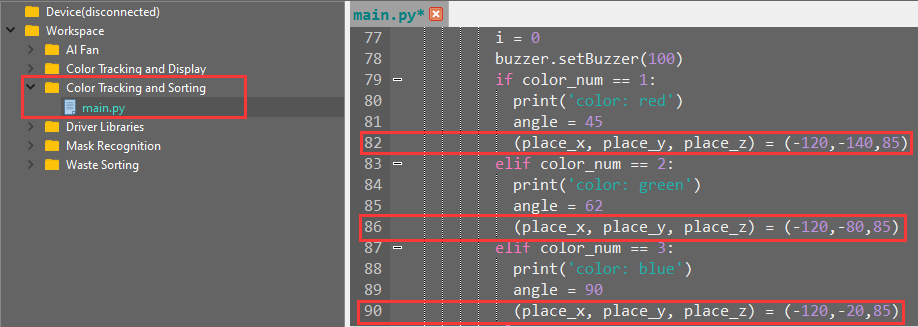 Device(disconnected)
Workspace
AI Fan
Color Tracking and Display
Color Tracking and Sorting
main.py
Driver Libraries
Mask Recognition
Waste Sorting
main.py*
77 i = 0
78 buzzer.setBuzzer(100)
79 if color_num == 1:
80 print('color: red')
81 angle = 45
82 (place_x, place_y, place_z) = (-120,-140,85)
83 elif color_num == 2:
84 print('color: green')
85 angle = 62
86 (place_x, place_y, place_z) = (-120,-80,85)
87 elif color_num == 3:
88 print('color: blue')
89 angle = 90
90 (place_x, place_y, place_z) = (-120,-20,85)